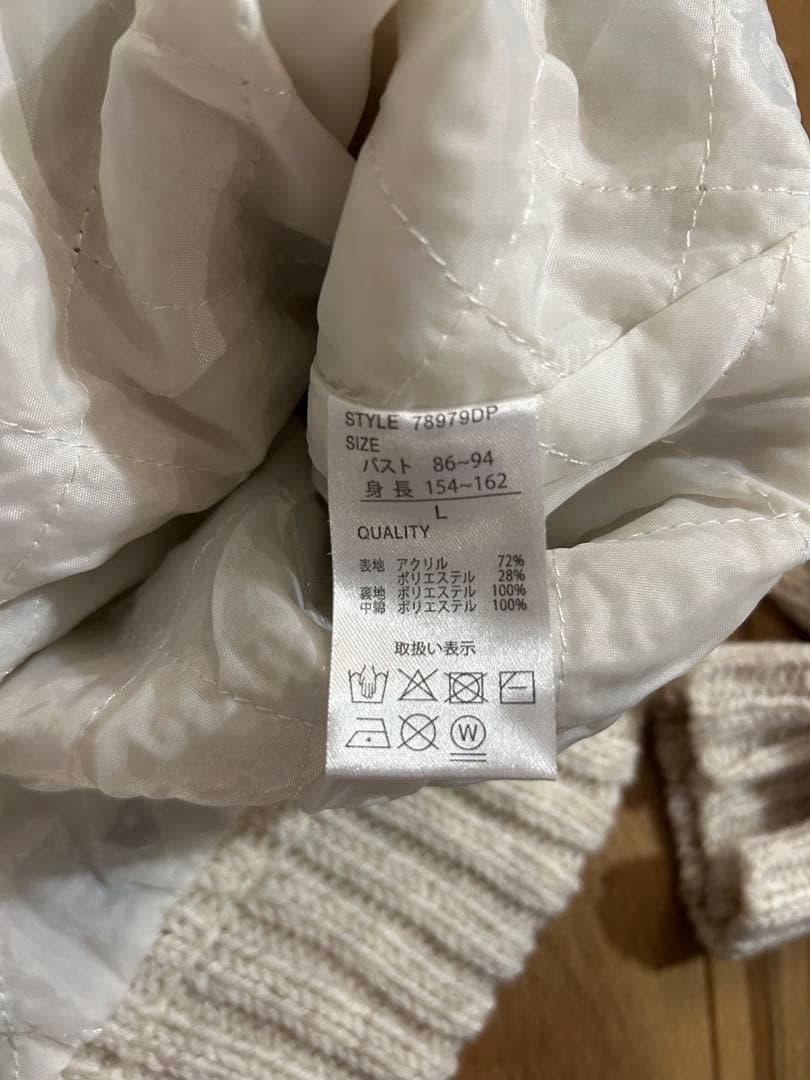 STYLE 78979DP
SIZE
バスト 86~94
身長 154~162
L
QUALITY
表地 アクリル 72%
ポリエステル 28%
裏地 ポリエステル 100%
中綿 ポリエステル 100%
取扱い表示
W